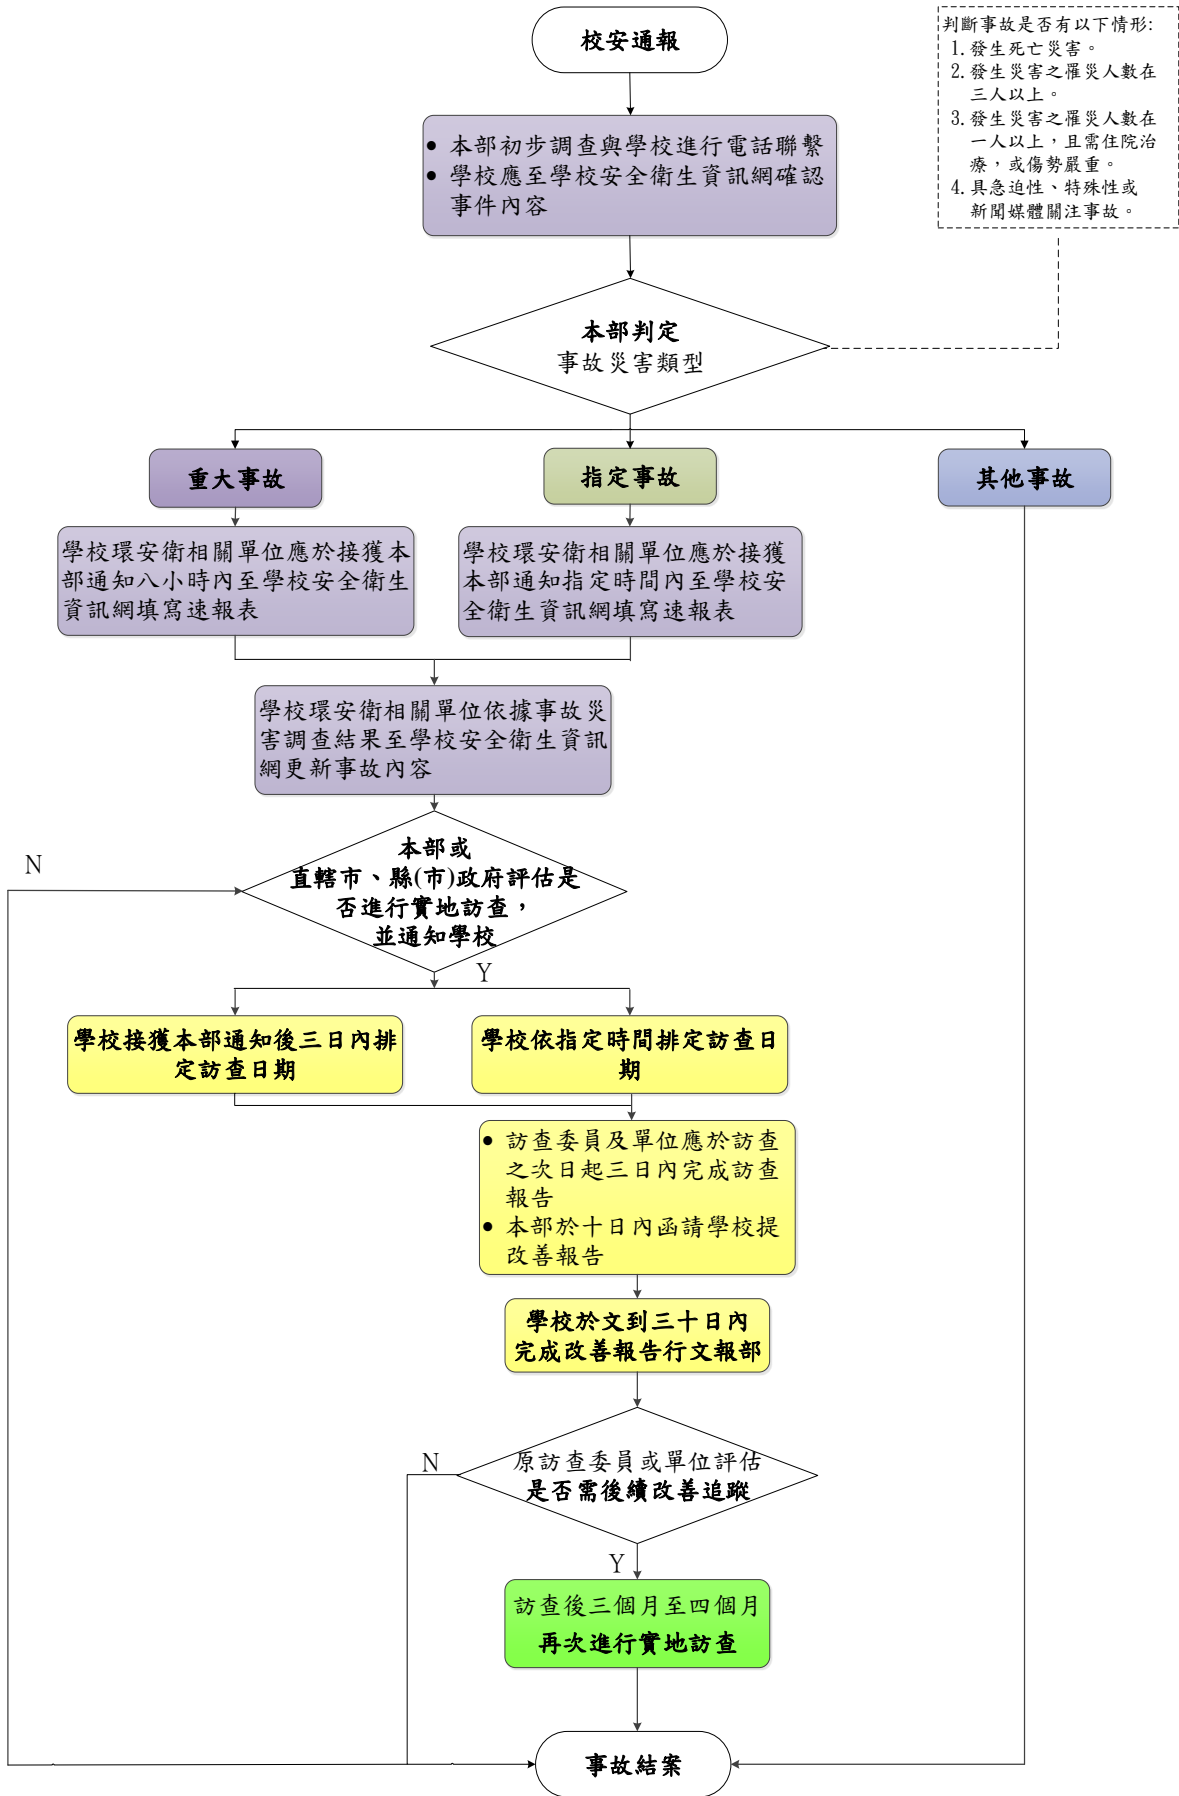 校安通報
判斷事故是否有以下情形:
1. 發生死亡災害。
2. 發生災害之罹災人數在
三人以上。
3. 發生災害之罹災人數在
一人以上，且需住院治
療，或傷勢嚴重。
4. 具急迫性、特殊性或
新聞媒體關注事故。
● 本部初步調查與學校進行電話聯繫
● 學校應至學校安全衛生資訊網確認
事件內容
本部判定
事故災害類型
重大事故
指定事故
其他事故
學校環安衛相關單位應於接獲本
部通知八小時內至學校安全衛生
資訊網填寫速報表
學校環安衛相關單位應於接獲
本部通知指定時間內至學校安
全衛生資訊網填寫速報表
學校環安衛相關單位依據事故災
害調查結果至學校安全衛生資訊
網更新事故內容
N
本部或
直轄市、縣(市)政府評估是
否進行實地訪查，
並通知學校
Y
學校接獲本部通知後三日內排
定訪查日期
學校依指定時間排定訪查日
期
● 訪查委員及單位應於訪查
之次日起三日內完成訪查
報告
● 本部於十日內函請學校提
改善報告
學校於文到三十日內
完成改善報告行文報部
N
原訪查委員或單位評估
是否需後續改善追蹤
Y
訪查後三個月至四個月
再次進行實地訪查
事故結案